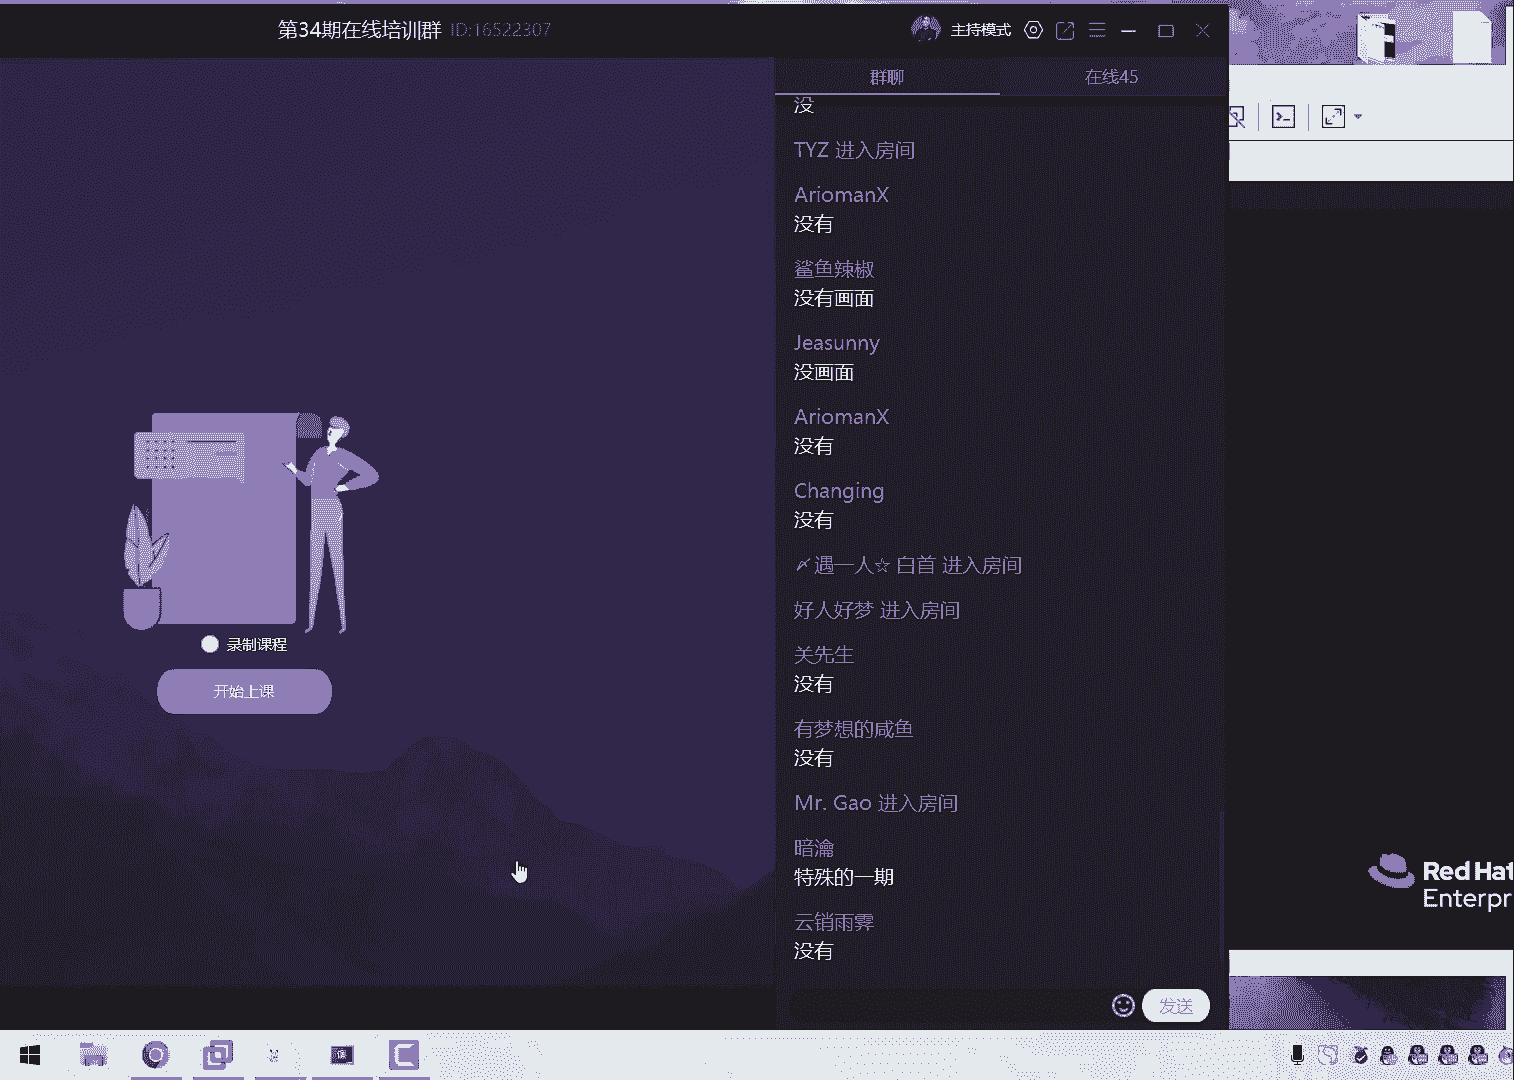 第34期在线培训群 ID:16522307
主持模式
群聊
在线45
没
TYZ 进入房间
AriomanX
没有
鲨鱼辣椒
没有画面
Jeasunny
没画面
AriomanX
没有
Changing
没有
〆遇一人☆ 白首 进入房间
好人好梦 进入房间
关先生
没有
有梦想的咸鱼
没有
Mr. Gao 进入房间
暗瀹
特殊的一期
云销雨霁
没有
录制课程
开始上课
发送
Red Hat
Enterpr